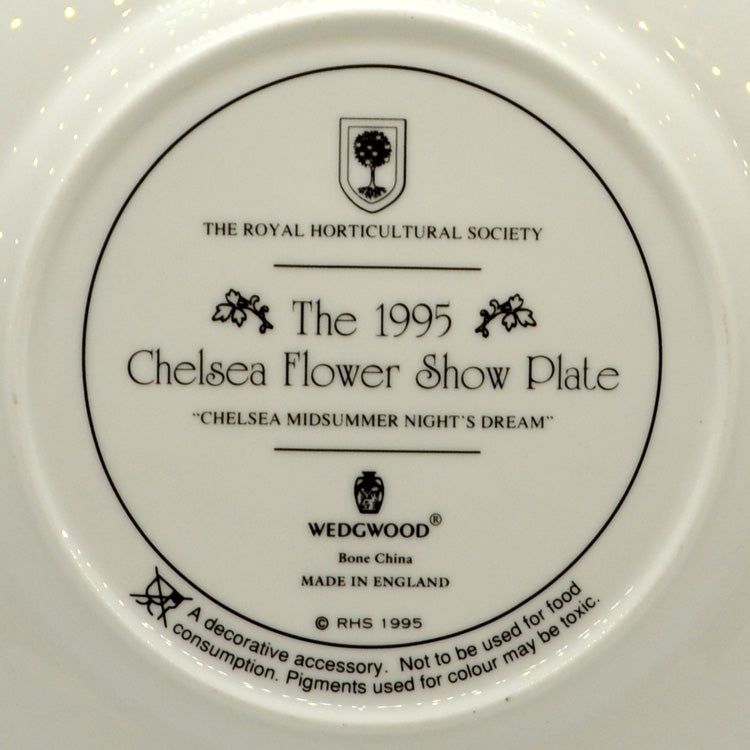 THE ROYAL HORTICULTURAL SOCIETY
The 1995
Chelsea Flower Show Plate
"CHELSEA MIDSUMMER NIGHT'S DREAM"
WEDGWOOD®
Bone China
MADE IN ENGLAND
© RHS 1995
A decorative accessory. Not to be used for food
consumption. Pigments used for colour may be toxic.